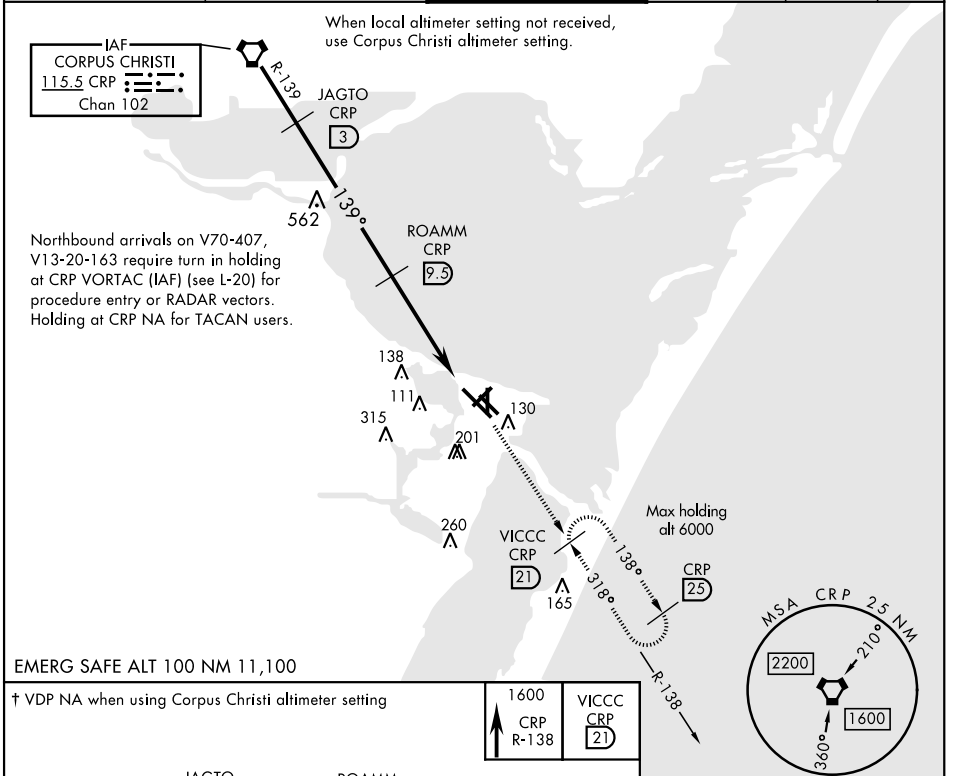 When local altimeter setting not received,
use Corpus Christi altimeter setting.
IAF
CORPUS CHRISTI
115.5 CRP
Chan 102
R-139
JAGTO
CRP
3
562
139°
ROAMM
CRP
9.5
Northbound arrivals on V70-407,
V13-20-163 require turn in holding
at CRP VORTAC (IAF) (see L-20) for
procedure entry or RADAR vectors.
Holding at CRP NA for TACAN users.
138
111
315
130
201
260
VICCC
CRP
21
165
Max holding
alt 6000
138°
318°
CRP
25
R-138
MSA CRP 25 NM
210°
2200
1600
360°
EMERG SAFE ALT 100 NM 11,100
† VDP NA when using Corpus Christi altimeter setting
1600
CRP
R-138
VICCC
CRP
21
JAGTO
ROAMM